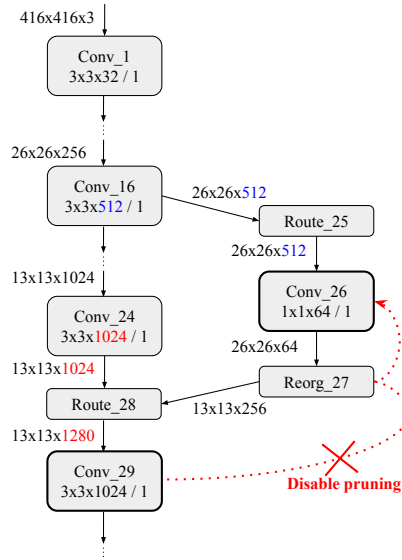 416x416x3
Conv_1
3x3x32 / 1
26x26x256
Conv_16
3x3x512 / 1
26x26x512
Route_25
26x26x512
13x13x1024
Conv_26
1x1x64 / 1
Conv_24
3x3x1024 / 1
26x26x64
13x13x1024
Reorg_27
Route_28
13x13x256
13x13x1280
Conv_29
3x3x1024 / 1
Disable pruning